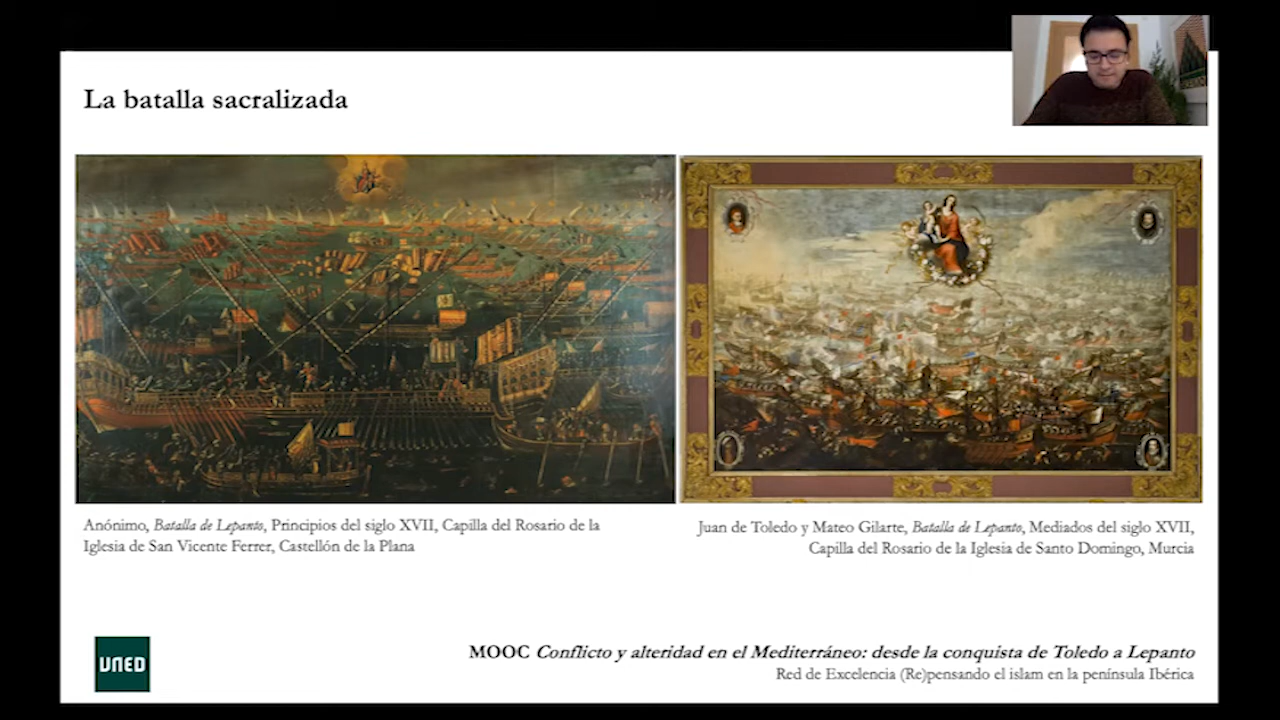 La batalla sacralizada
Anónimo, Batalla de Lepanto, Principios del siglo XVII, Capilla del Rosario de la
Iglesia de San Vicente Ferrer, Castellón de la Plana
Juan de Toledo y Mateo Gilarte, Batalla de Lepanto, Mediados del siglo XVII,
Capilla del Rosario de la Iglesia de Santo Domingo, Murcia
UNED
MOOC Conflicto y alteridad en el Mediterráneo: desde la conquista de Toledo a Lepanto
Red de Excelencia (Re)pensando el islam en la península Ibérica